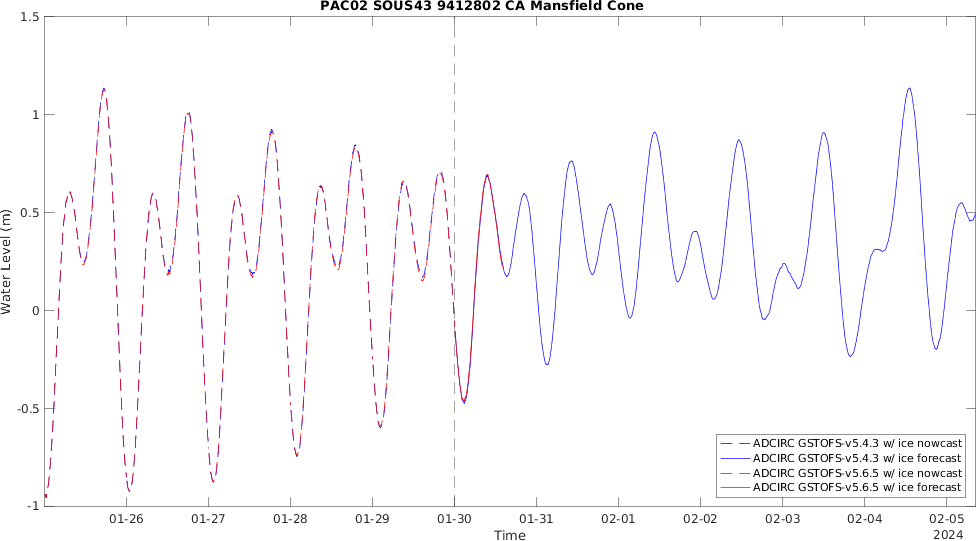 PAC02 SOUS43 9412802 CA Mansfield Cone
1.5
1
0.5
0
-0.5
-1
Water Level (m)
01-26 01-27 01-28 01-29 01-30 01-31 02-01 02-02 02-03 02-04 02-05
2024
Time
ADCIRC GSTOFS-v5.4.3 w/ ice nowcast
ADCIRC GSTOFS-v5.4.3 w/ ice forecast
ADCIRC GSTOFS-v5.6.5 w/ ice nowcast
ADCIRC GSTOFS-v5.6.5 w/ ice forecast